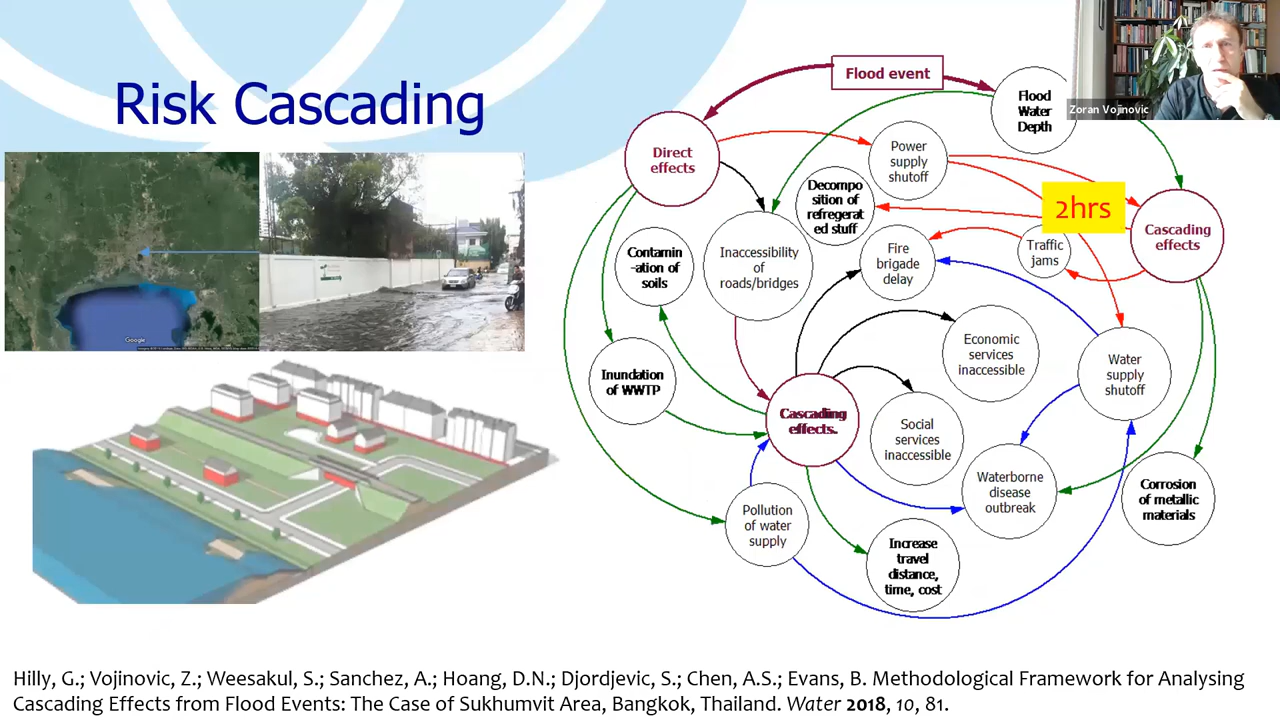 Risk Cascading
Flood event
Flood
Water
Depth
Zoran Vojinovic
Direct
effects
Power
supply
shutoff
Decompo
sition of
refregerat
ed stuff
2hrs
Cascading
effects
Contamin
-ation of
soils
Inaccessibility
of
roads/bridges
Fire
brigade
delay
Traffic
jams
Inundation
of WWTP
Economic
services
inaccessible
Water
supply
shutoff
Cascading
effects.
Social
services
inaccessible
Waterborne
disease
outbreak
Corrosion
of metallic
materials
Pollution
of water
supply
Increase
travel
distance,
time, cost
Google
Hilly, G.; Vojinovic, Z.; Weesakul, S.; Sanchez, A.; Hoang, D.N.; Djordjevic, S.; Chen, A.S.; Evans, B. Methodological Framework for Analysing
Cascading Effects from Flood Events: The Case of Sukhumvit Area, Bangkok, Thailand. Water 2018, 10, 81.